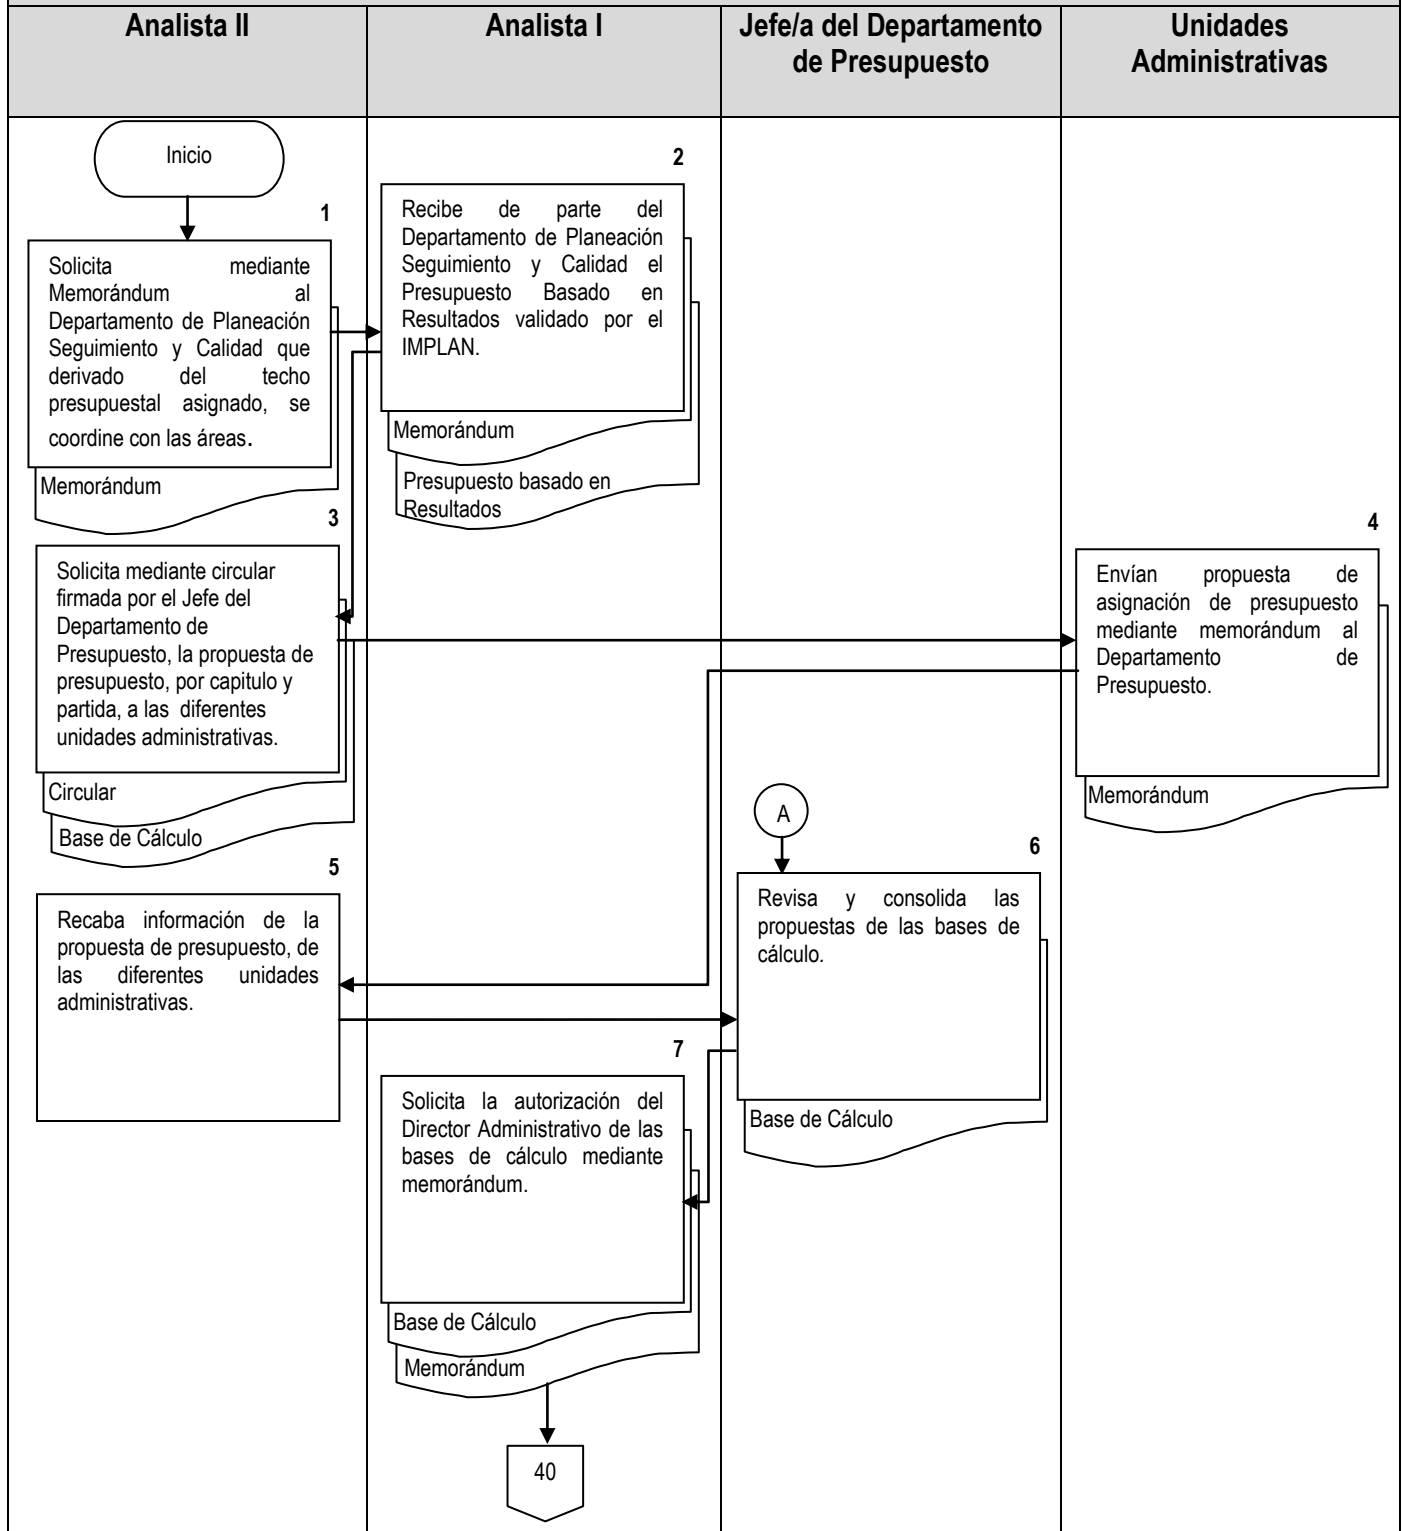 Analista II
Analista I
Jefe/a del Departamento
de Presupuesto
Unidades
Administrativas
Inicio
1
Solicita mediante
Memorándum al
Departamento de Planeación
Seguimiento y Calidad que
derivado del techo
presupuestal asignado, se
coordine con las áreas.
Memorándum
2
Recibe de parte del
Departamento de Planeación
Seguimiento y Calidad el
Presupuesto Basado en
Resultados validado por el
IMPLAN.
Memorándum
Presupuesto basado en
Resultados
3
Solicita mediante circular
firmada por el Jefe del
Departamento de
Presupuesto, la propuesta de
presupuesto, por capitulo y
partida, a las diferentes
unidades administrativas.
Circular
Base de Cálculo
4
Envían propuesta de
asignación de presupuesto
mediante memorándum al
Departamento de
Presupuesto.
Memorándum
5
Recaba información de la
propuesta de presupuesto, de
las diferentes unidades
administrativas.
A
6
Revisa y consolida las
propuestas de las bases de
cálculo.
Base de Cálculo
7
Solicita la autorización del
Director Administrativo de las
bases de cálculo mediante
memorándum.
Base de Cálculo
Memorándum
40